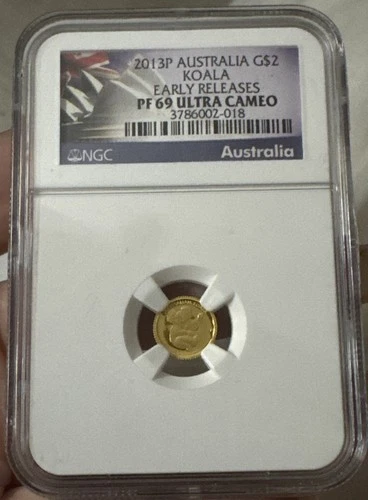 2013P AUSTRALIA G$2
KOALA
EARLY RELEASES
PF 69 ULTRA CAMEO
3786002-018
NGC Australia